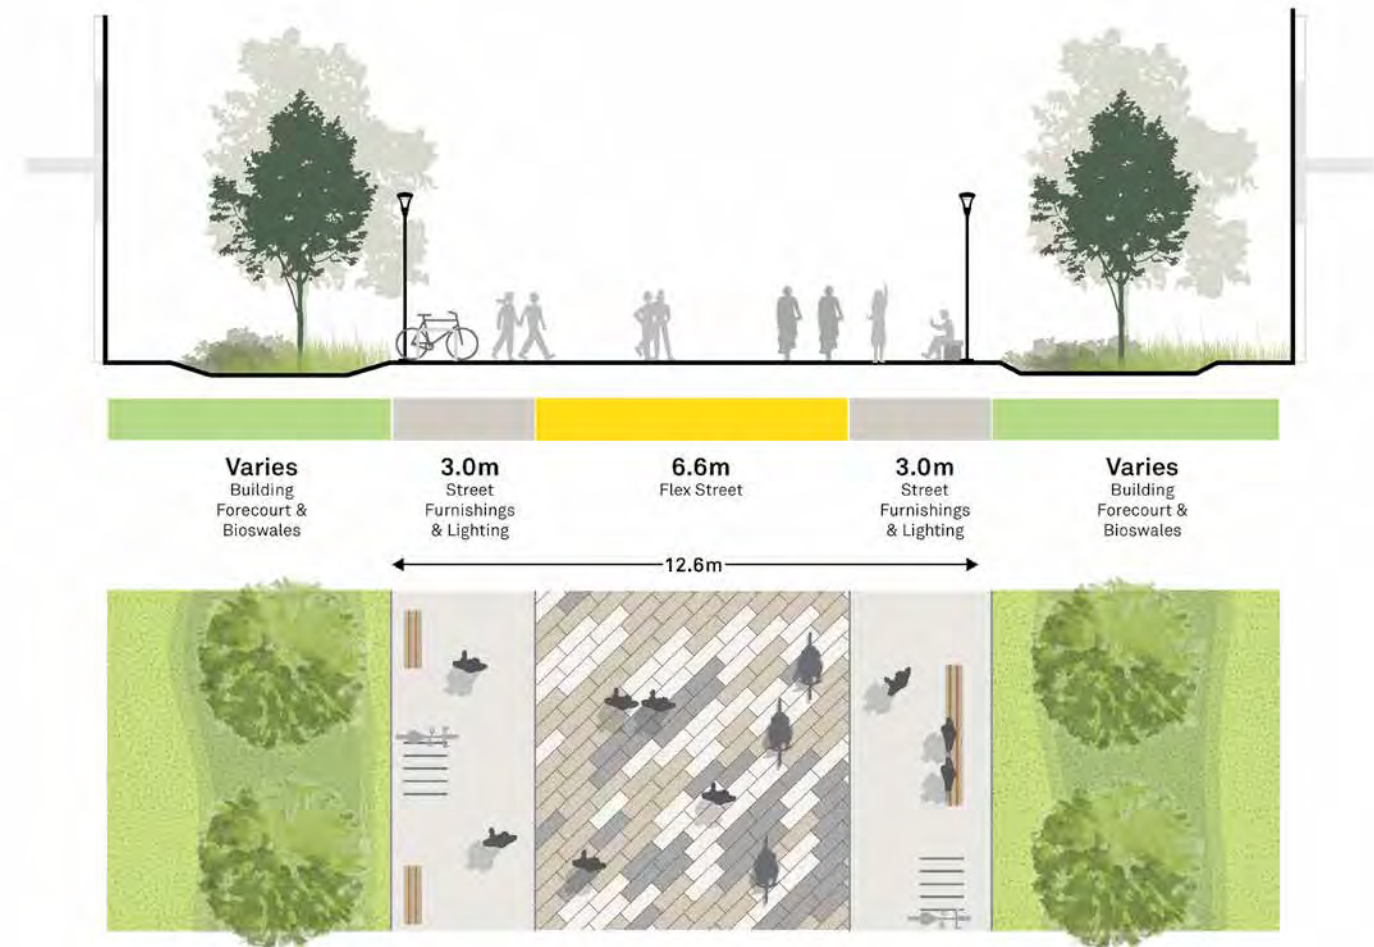 Varies
Building
Forecourt &
Bioswales
3.0m
Street
Furnishings
& Lighting
6.6m
Flex Street
3.0m
Street
Furnishings
& Lighting
Varies
Building
Forecourt &
Bioswales
12.6m